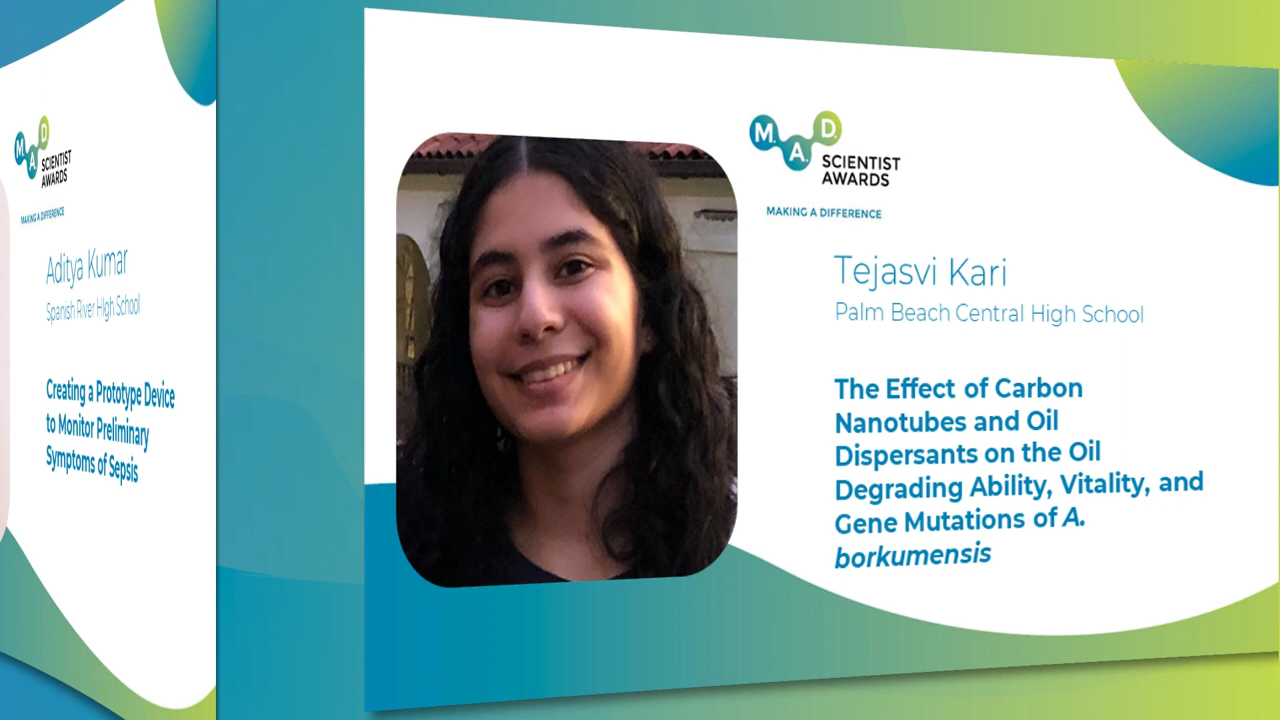 M.
A.
D.
SCIENTIST
AWARDS
MAKING A DIFFERENCE
Aditya Kumar
Spanish River High School
Creating a Prototype Device
to Monitor Preliminary
Symptoms of Sepsis
M.
A.
D.
SCIENTIST
AWARDS
MAKING A DIFFERENCE
Tejasvi Kari
Palm Beach Central High School
The Effect of Carbon
Nanotubes and Oil
Dispersants on the Oil
Degrading Ability, Vitality, and
Gene Mutations of A.
borkumensis